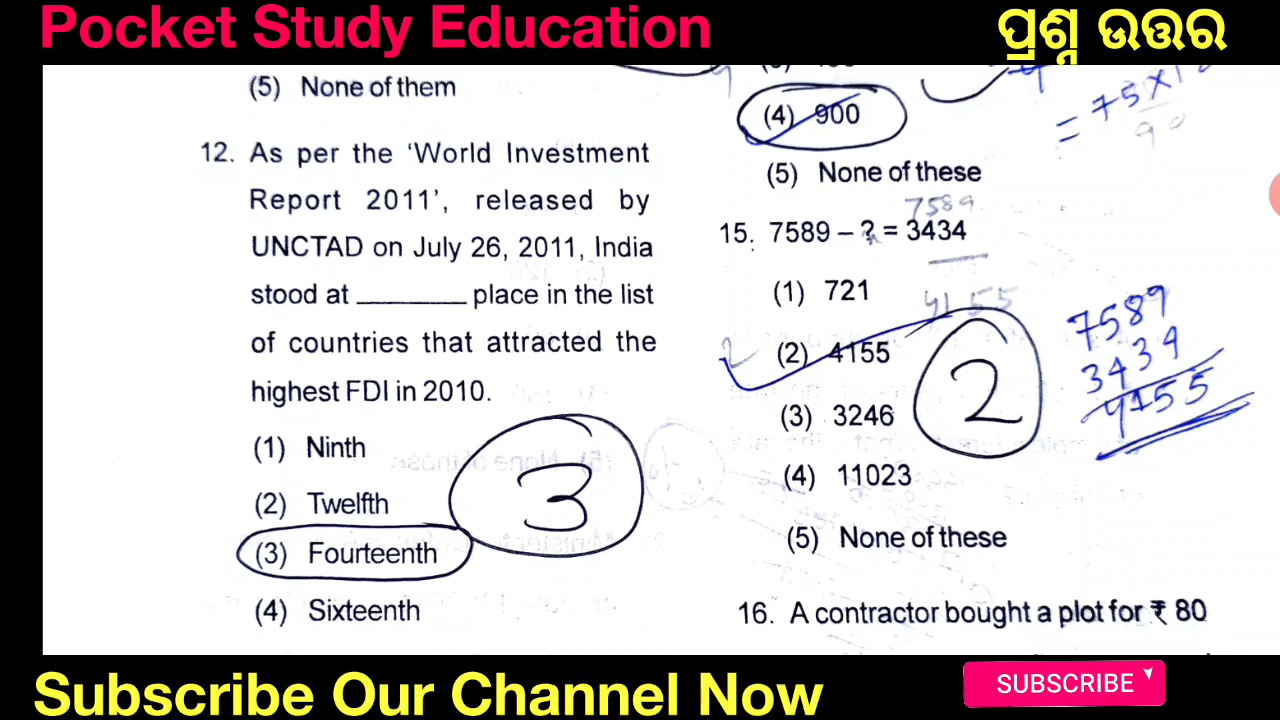 Pocket Study Education
ପ୍ରଶ୍ନ ଉତ୍ତର
(5) None of them
12. As per the ‘World Investment
Report 2011’, released by
UNCTAD on July 26, 2011, India
stood at ________ place in the list
of countries that attracted the
highest FDI in 2010.
(1) Ninth
(2) Twelfth
(3) Fourteenth
3
(4) Sixteenth
(4) 900
= 75×1
(5) None of these
7589
15. 7589 – ? = 3434
4155
(1) 721
(2) 4155
2
(3) 3246
(4) 11023
(5) None of these
7589
3434
4155
16. A contractor bought a plot for ₹ 80
Subscribe Our Channel Now
SUBSCRIBE